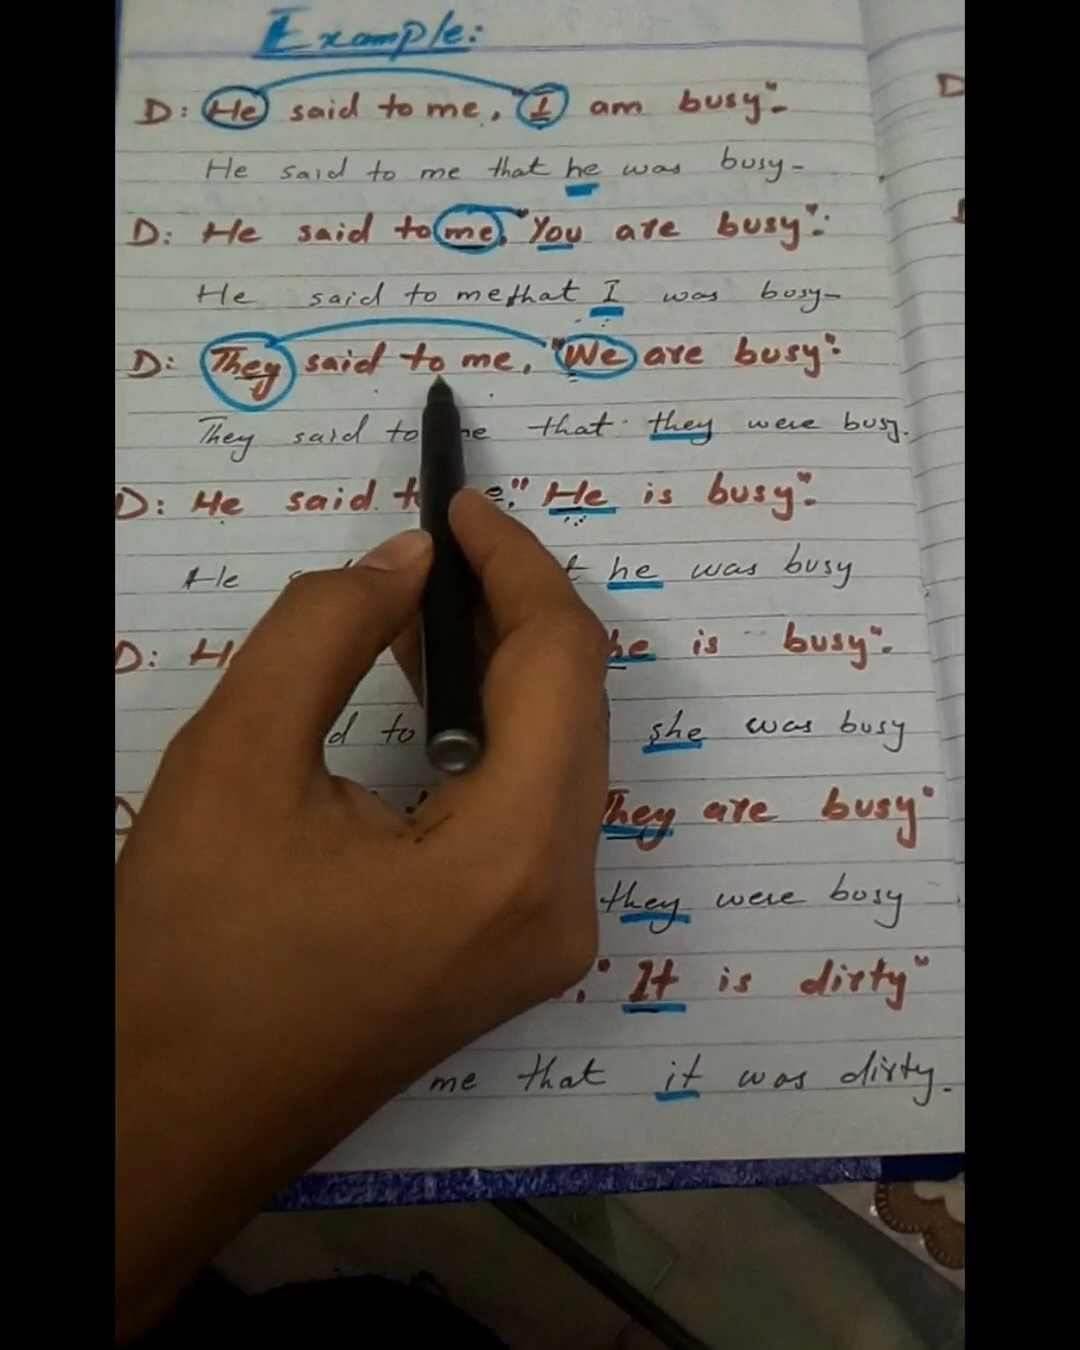 Example:
D: He said to me, "I am busy".
He said to me that he was busy-
D: He said to me, "You are busy".
He said to me that I was busy-
D: They said to me, "We are busy".
They said to that they were busy.
D: He said " He is busy".
He he was busy
D: is busy".
d to she was busy
They are busy"
they were busy
" It is dirty"
me that it was dirty.